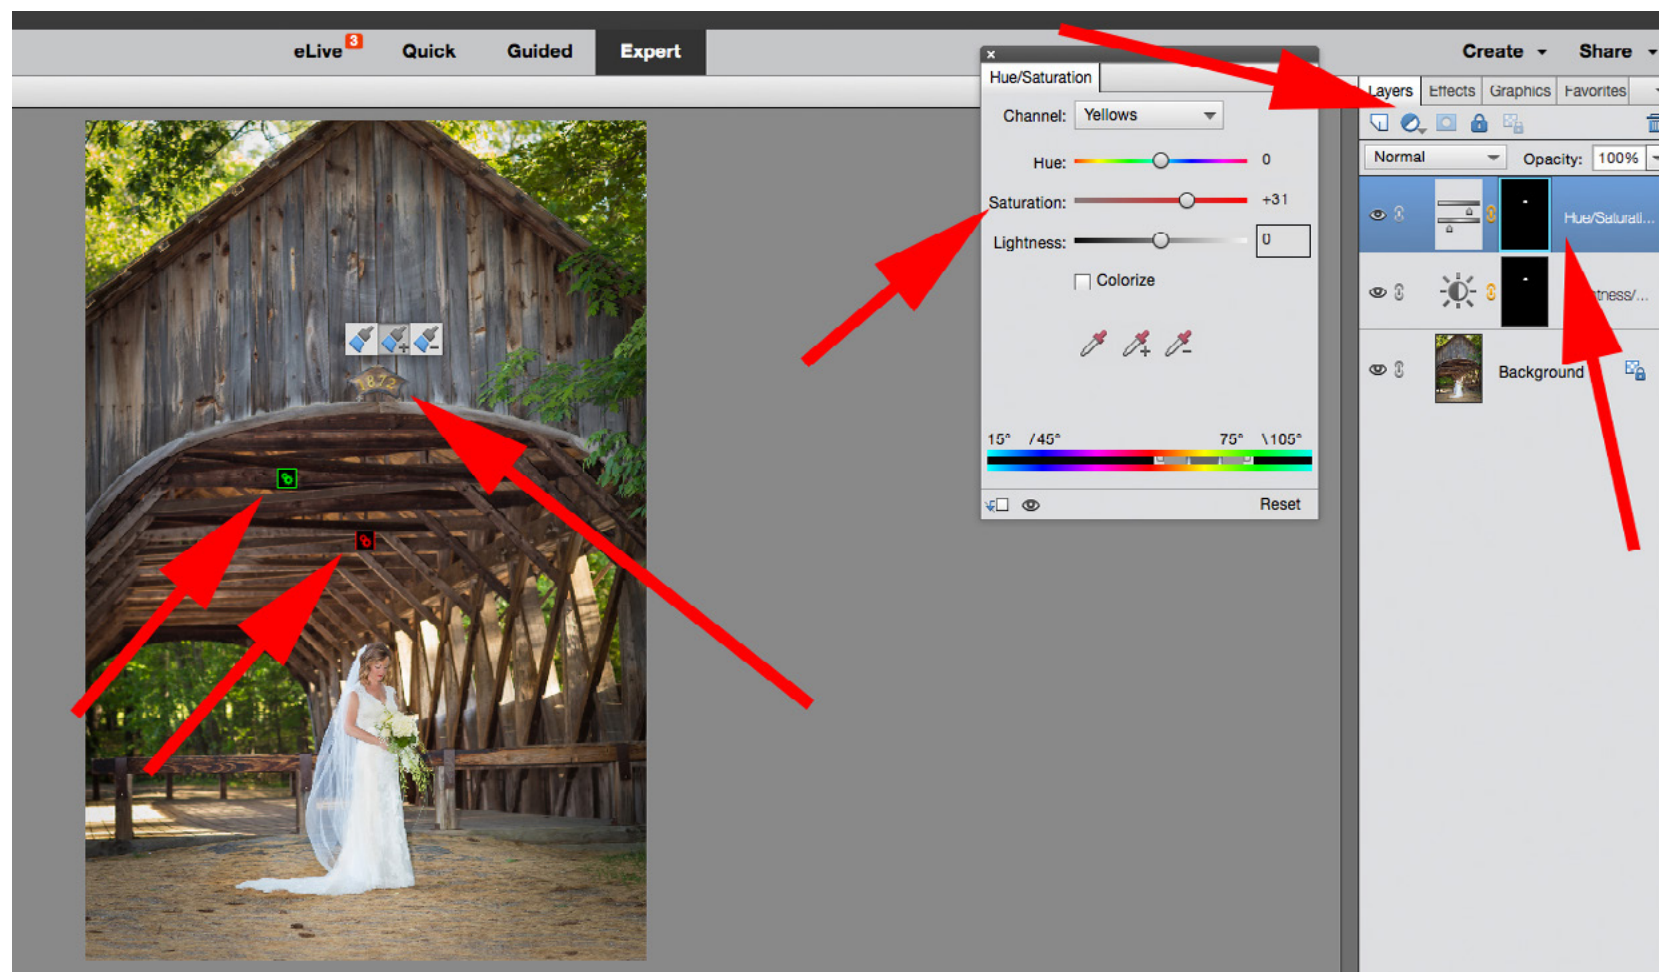 eLive 3 Quick Guided Expert
Create Share
Hue/Saturation
Layers Effects Graphics Favorites
Channel: Yellows
Normal Opacity: 100%
Hue: 0
Saturation: +31
Lightness: 0
Colorize
Hue/Saturati...
tness/...
Background
1872
15° /45° 75° \105°
Reset